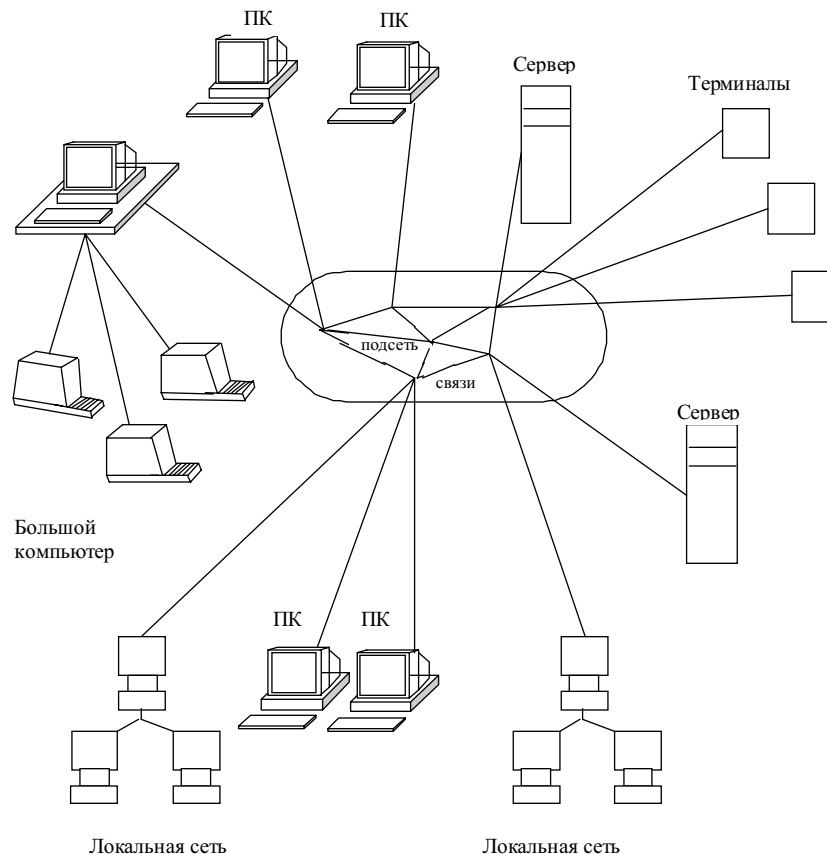 ПК
ПК
Сервер
Терминалы
подсеть
связи
Сервер
Большой
компьютер
ПК
ПК
Локальная сеть
Локальная сеть